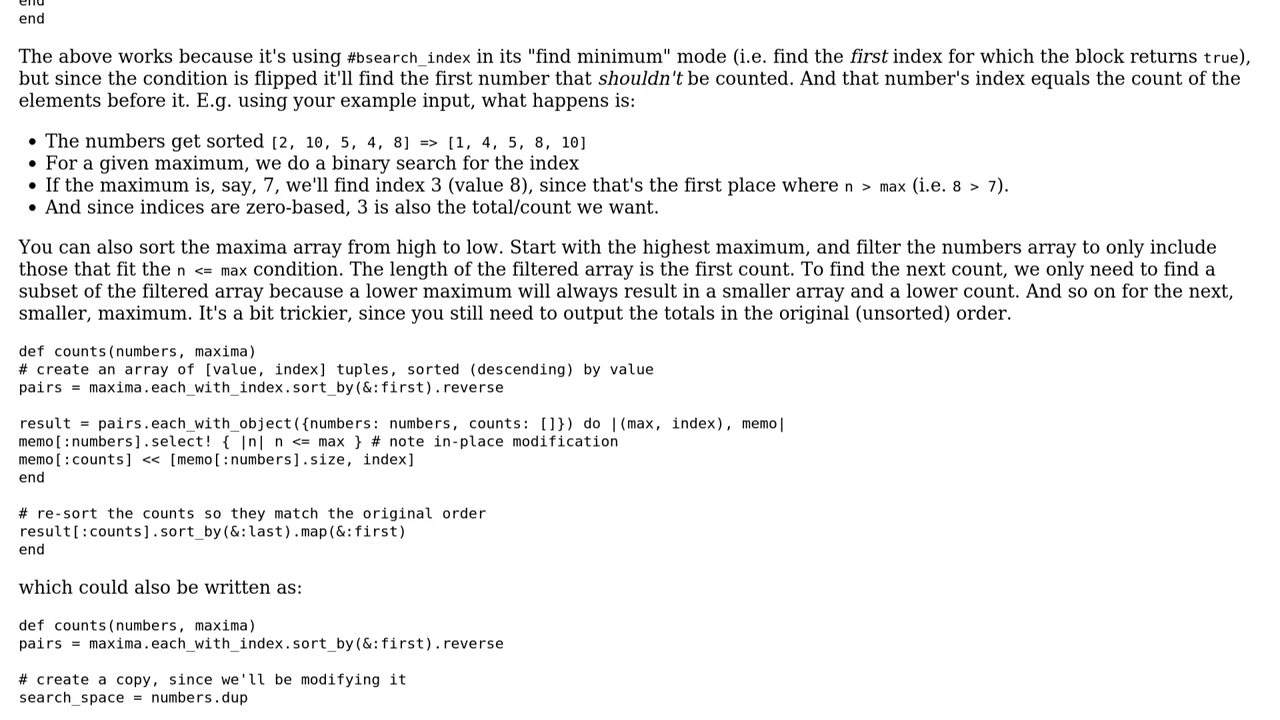 end
end
The above works because it's using #bsearch_index in its "find minimum" mode (i.e. find the first index for which the block returns true),
but since the condition is flipped it'll find the first number that shouldn't be counted. And that number's index equals the count of the
elements before it. E.g. using your example input, what happens is:
• The numbers get sorted [2, 10, 5, 4, 8] => [1, 4, 5, 8, 10]
• For a given maximum, we do a binary search for the index
• If the maximum is, say, 7, we'll find index 3 (value 8), since that's the first place where n > max (i.e. 8 > 7).
• And since indices are zero-based, 3 is also the total/count we want.
You can also sort the maxima array from high to low. Start with the highest maximum, and filter the numbers array to only include
those that fit the n <= max condition. The length of the filtered array is the first count. To find the next count, we only need to find a
subset of the filtered array because a lower maximum will always result in a smaller array and a lower count. And so on for the next,
smaller, maximum. It's a bit trickier, since you still need to output the totals in the original (unsorted) order.
def counts(numbers, maxima)
# create an array of [value, index] tuples, sorted (descending) by value
pairs = maxima.each_with_index.sort_by(&:first).reverse
result = pairs.each_with_object({numbers: numbers, counts: []}) do |(max, index), memo|
memo[:numbers].select! { |n| n <= max } # note in-place modification
memo[:counts] << [memo[:numbers].size, index]
end
# re-sort the counts so they match the original order
result[:counts].sort_by(&:last).map(&:first)
end
which could also be written as:
def counts(numbers, maxima)
pairs = maxima.each_with_index.sort_by(&:first).reverse
# create a copy, since we'll be modifying it
search_space = numbers.dup